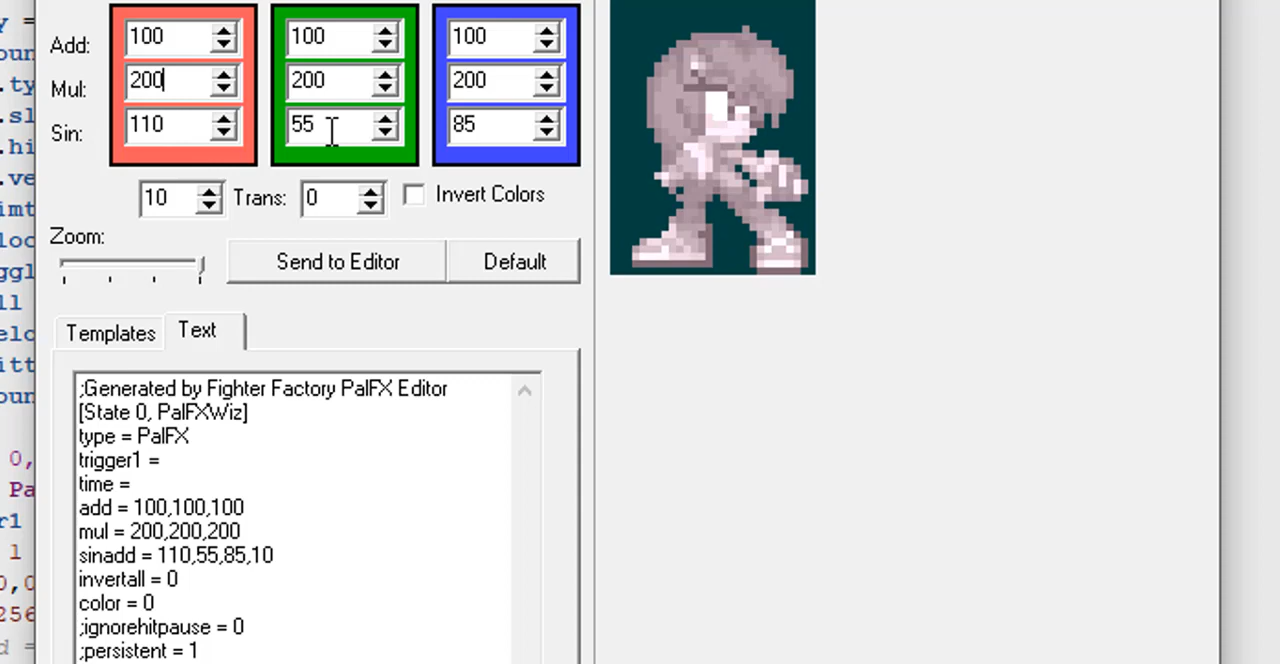 Add: 100 100 100
Mul: 200 200 200
Sin: 110 55 85
10 Trans: 0 Invert Colors
Zoom:
Send to Editor Default
Templates Text
;Generated by Fighter Factory PalFX Editor
[State 0, PalFXWiz]
type = PalFX
trigger1 =
time =
add = 100,100,100
mul = 200,200,200
sinadd = 110,55,85,10
invertall = 0
color = 0
;ignorehitpause = 0
;persistent = 1